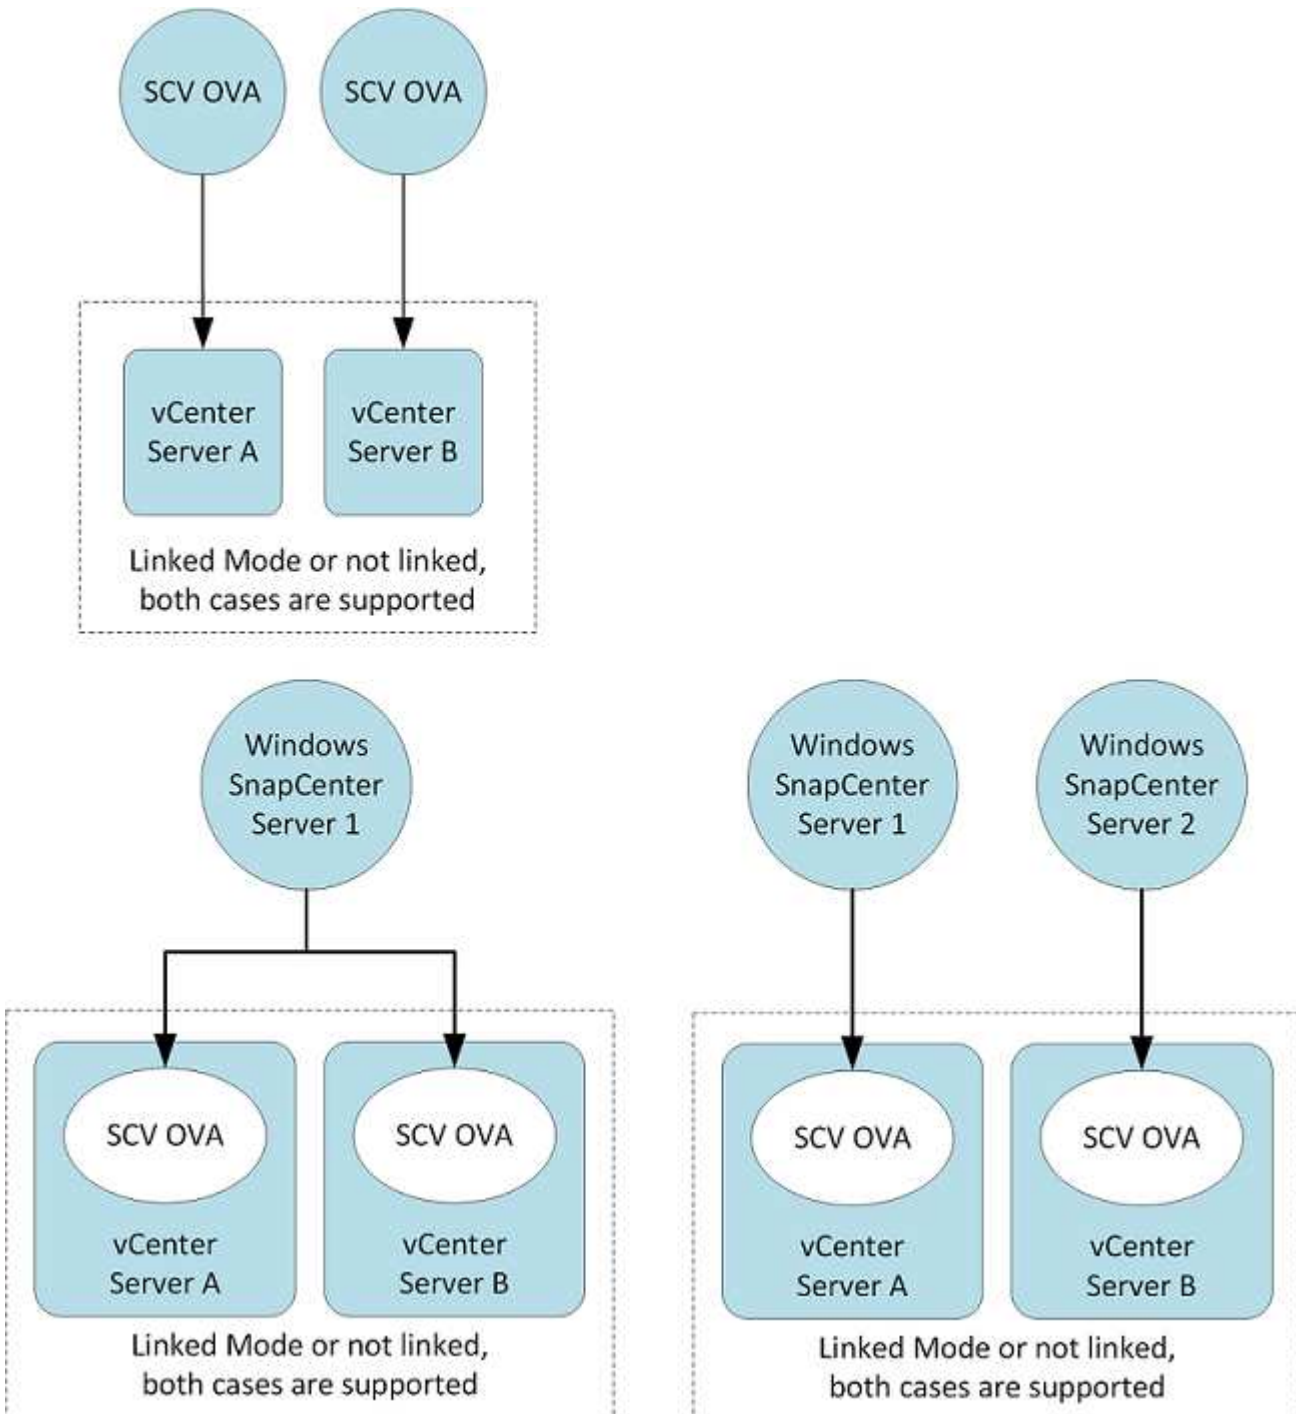 SCV OVA
SCV OVA
vCenter
Server A
vCenter
Server B
Linked Mode or not linked,
both cases are supported
Windows
SnapCenter
Server 1
SCV OVA
vCenter
Server A
SCV OVA
vCenter
Server B
Linked Mode or not linked,
both cases are supported
Windows
SnapCenter
Server 1
Windows
SnapCenter
Server 2
SCV OVA
vCenter
Server A
SCV OVA
vCenter
Server B
Linked Mode or not linked,
both cases are supported